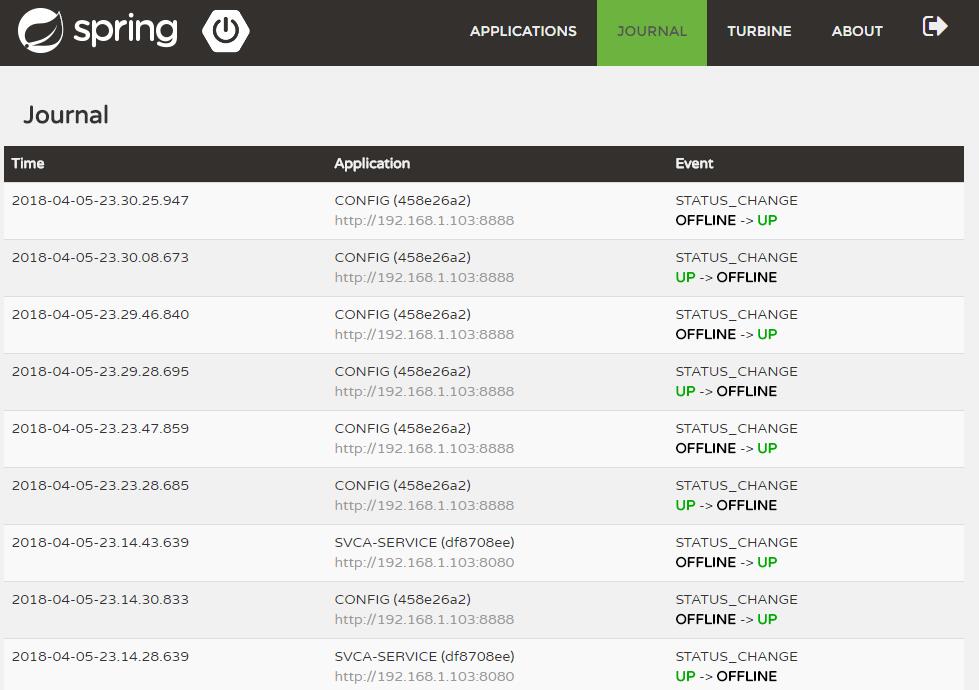 spring APPLICATIONS JOURNAL TURBINE ABOUT
Journal
Time Application Event
2018-04-05-23.30.25.947 CONFIG (458e26a2) STATUS_CHANGE
http://192.168.1.103:8888 OFFLINE -> UP
2018-04-05-23.30.08.673 CONFIG (458e26a2) STATUS_CHANGE
http://192.168.1.103:8888 UP -> OFFLINE
2018-04-05-23.29.46.840 CONFIG (458e26a2) STATUS_CHANGE
http://192.168.1.103:8888 OFFLINE -> UP
2018-04-05-23.29.28.695 CONFIG (458e26a2) STATUS_CHANGE
http://192.168.1.103:8888 UP -> OFFLINE
2018-04-05-23.23.47.859 CONFIG (458e26a2) STATUS_CHANGE
http://192.168.1.103:8888 OFFLINE -> UP
2018-04-05-23.23.28.685 CONFIG (458e26a2) STATUS_CHANGE
http://192.168.1.103:8888 UP -> OFFLINE
2018-04-05-23.14.43.639 SVCA-SERVICE (df8708ee) STATUS_CHANGE
http://192.168.1.103:8080 OFFLINE -> UP
2018-04-05-23.14.30.833 CONFIG (458e26a2) STATUS_CHANGE
http://192.168.1.103:8888 OFFLINE -> UP
2018-04-05-23.14.28.639 SVCA-SERVICE (df8708ee) STATUS_CHANGE
http://192.168.1.103:8080 UP -> OFFLINE